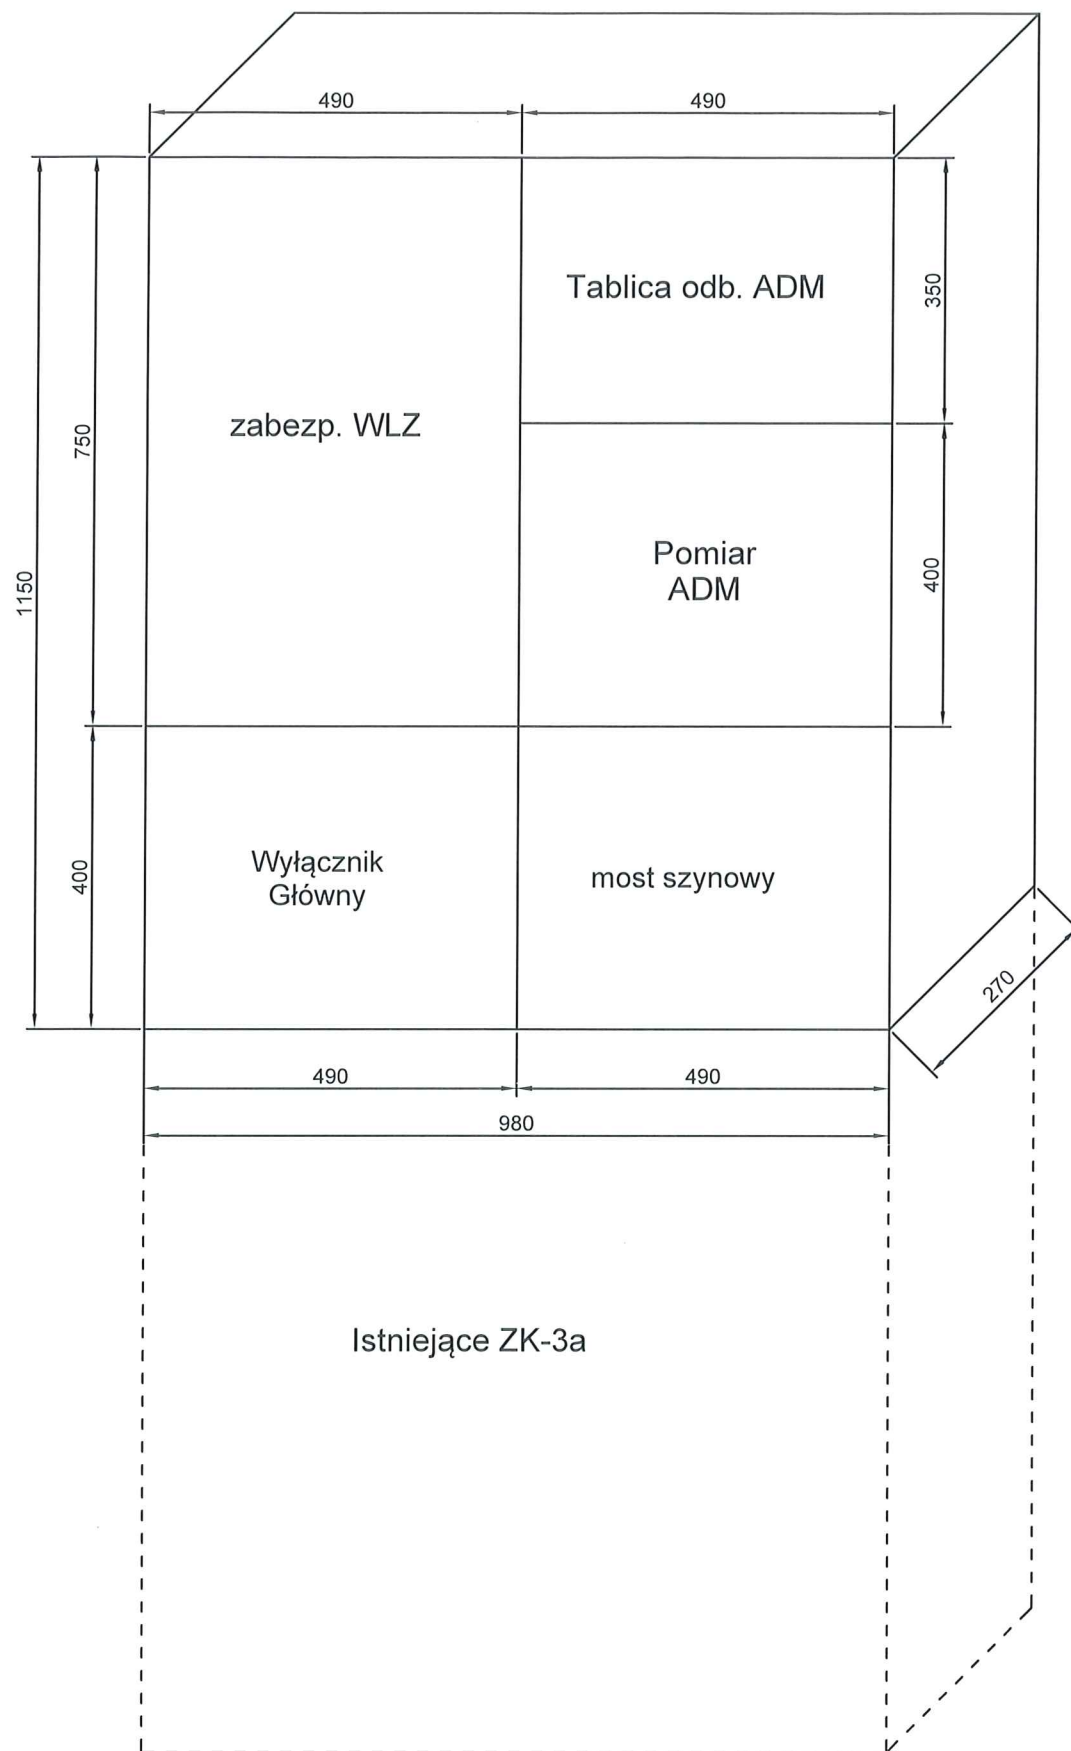 490
490
Tablica odb. ADM
350
zabezp. WLZ
750
Pomiar
ADM
400
1150
Wyłącznik
Główny
most szynowy
400
270
490
490
980
Istniejące ZK-3a